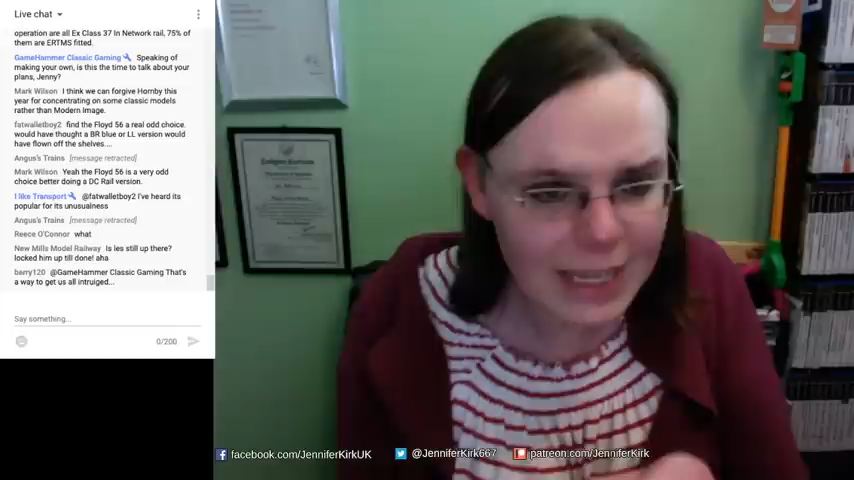 Live chat
operation are all Ex Class 37 In Network rail, 75% of
them are ERTMS fitted.
GameHammer Classic Gaming Speaking of
making your own, is this the time to talk about your
plans, Jenny?
Mark Wilson I think we can forgive Hornby this
year for concentrating on some classic models
rather than Modern Image.
fatwalletboy2 find the Floyd 56 a real odd choice.
would have thought a BR blue or LL version would
have flown off the shelves....
Angus's Trains [message retracted]
Mark Wilson Yeah the Floyd 56 is a very odd
choice better doing a DC Rail version.
I like Transport @fatwalletboy2 I've heard its
popular for its unusualness
Angus's Trains [message retracted]
Reece O'Connor what
New Mills Model Railway Is les still up there?
locked him up till done! aha
barry120 @GameHammer Classic Gaming That's
a way to get us all intruiged...
Say something...
0/200
facebook.com/JenniferKirkUK
@JenniferKirk667
patreon.com/JenniferKirk